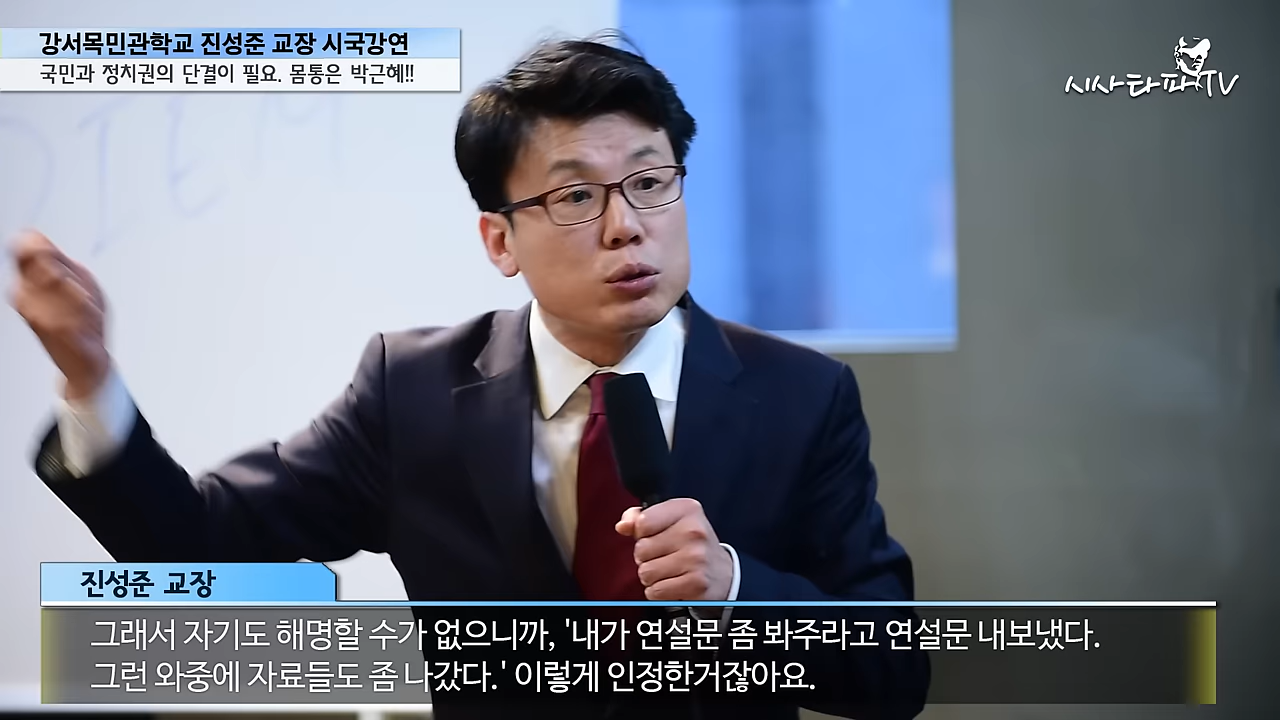 강서목민관학교 진성준 교장 시국강연
국민과 정치권의 단결이 필요. 몸통은 박근혜!!
시사타파TV
DIEM
진성준 교장
그래서 자기도 해명할 수가 없으니까, '내가 연설문 좀 봐주라고 연설문 내보냈다.
그런 와중에 자료들도 좀 나갔다.' 이렇게 인정한거잖아요.